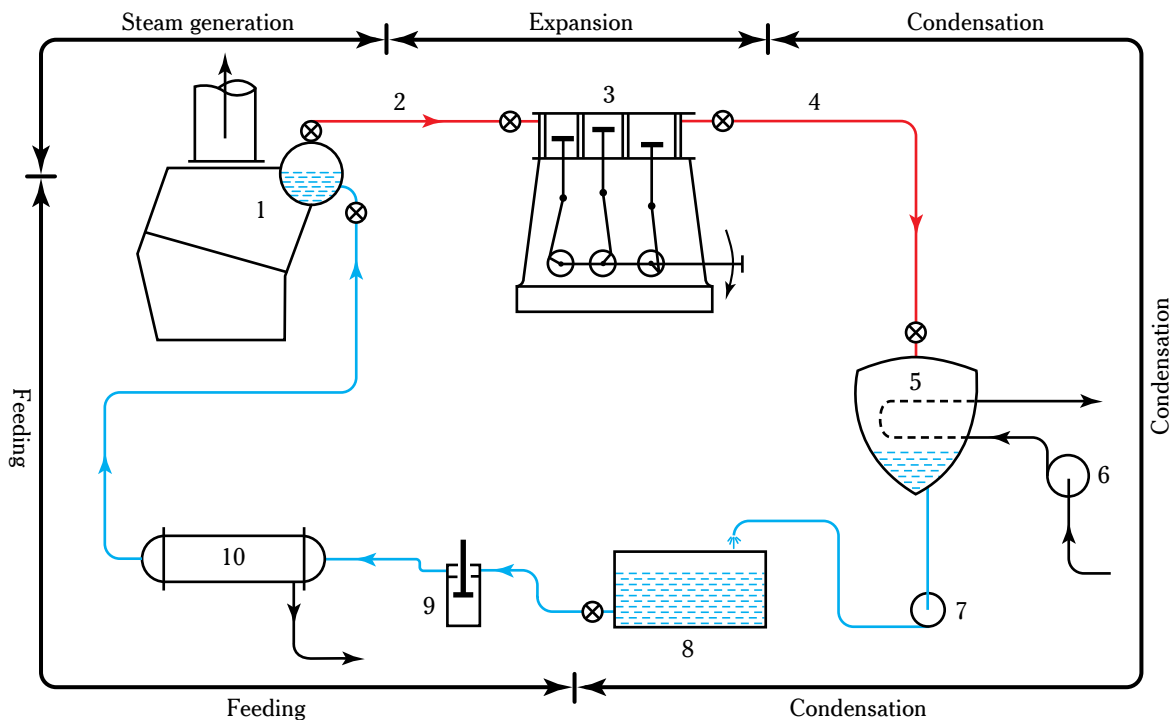 Steam generation
Expansion
Condensation
2
3
4
1
Condensation
5
Feeding
6
10
9
7
8
Feeding
Condensation